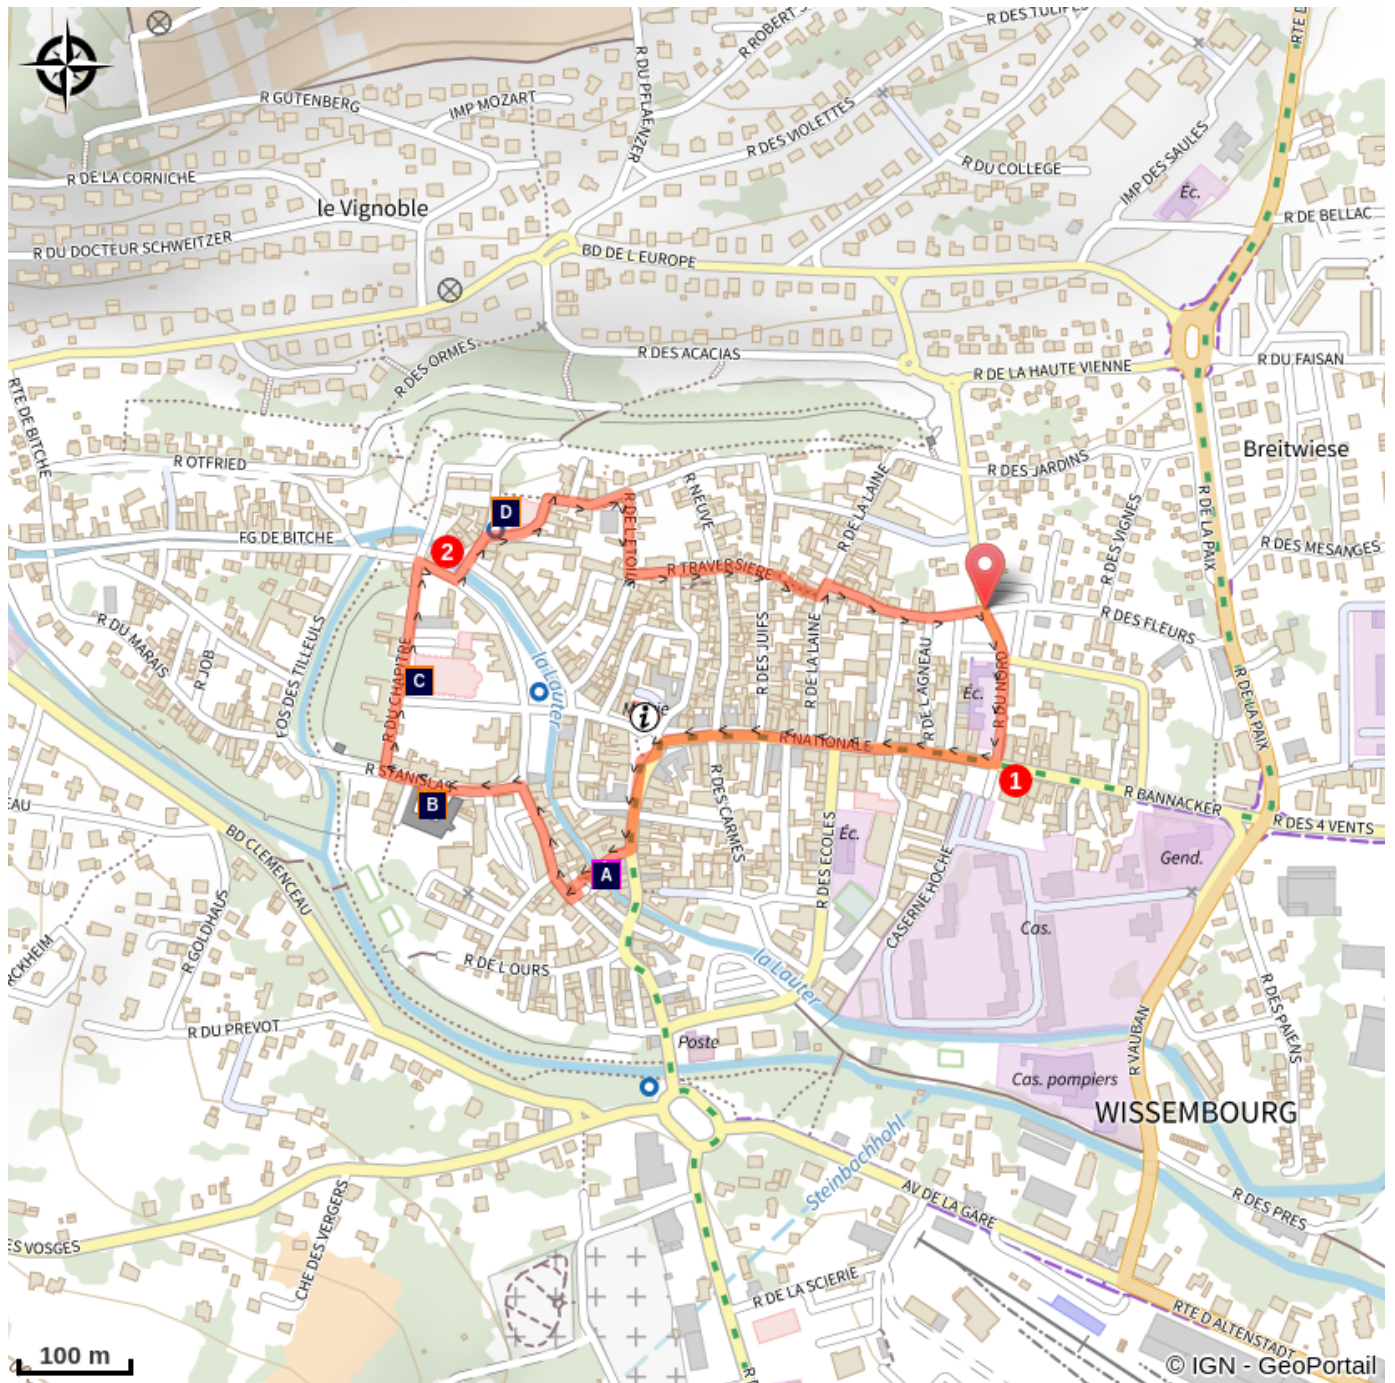 R DES TULIPES
R ROBERT S
RTE D
R DU PFLAENZER
R GUTENBERG
IMP MOZART
R DES VIOLETTES
R DU COLLEGE
IMP DES SAULES
Éc.
R DE LA CORNICHE
le Vignoble
R DE BELLAC
R DU DOCTEUR SCHWEITZER
BD DE L EUROPE
R DES ORMES
R DES ACACIAS
R DE LA HAUTE VIENNE
R DU FAISAN
RTE DE BITCHE
Breitwiese
R OTFRIED
R NEUVE
R DE LA LAINE
R DES JARDINS
R DES VIGNES
R DE LA PAIX
D
FG DE BITCHE
2
R DE L ETOILE
R TRAVERSIERE
R DES MESANGES
R DU MARAIS
R JOB
FOS DES TILLEULS
R DU CHAPITRE
la Lauter
R DES JUIFS
R DE LA LAINE
R DE L AGNEAU
R DU NORD
R DES FLEURS
R DE LA PAIX
C
Éc.
Mairie
i
R NATIONALE
R STANISLAS
1
B
R DES CARMES
R DES ECOLES
R BANNACKER
R DES 4 VENTS
EAU
BD CLEMENCEAU
Éc.
Gend.
A
CASERNE HOCHE
Cas.
R GOLDHAUS
RCKHEIM
R DE L OURS
la Lauter
R DES PAIENS
R DU PREVOT
Poste
R VAUBAN
Cas. pompiers
WISSEMBOURG
Steinbachhohl
AV DE LA GARE
R DES PRES
ES VOSGES
CHE DES VERGERS
R DE LA SCIERIE
RTE D ALTENSTADT
100 m
© IGN - GeoPortail